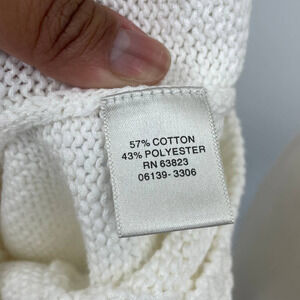 57% COTTON
43% POLYESTER
RN 63823
06139-3306